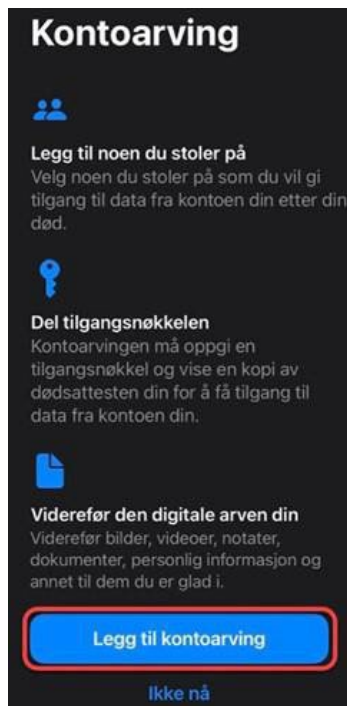 Kontoarving
Legg til noen du stoler på
Velg noen du stoler på som du vil gi
tilgang til data fra kontoen din etter din
død.
Del tilgangsnøkkelen
Kontoarvingen må oppgi en
tilgangsnøkkel og vise en kopi av
dødsattesten din for å få tilgang til
data fra kontoen din.
Viderefør den digitale arven din
Viderefør bilder, videoer, notater,
dokumenter, personlig informasjon og
annet til dem du er glad i.
Legg til kontoarving
Ikke nå